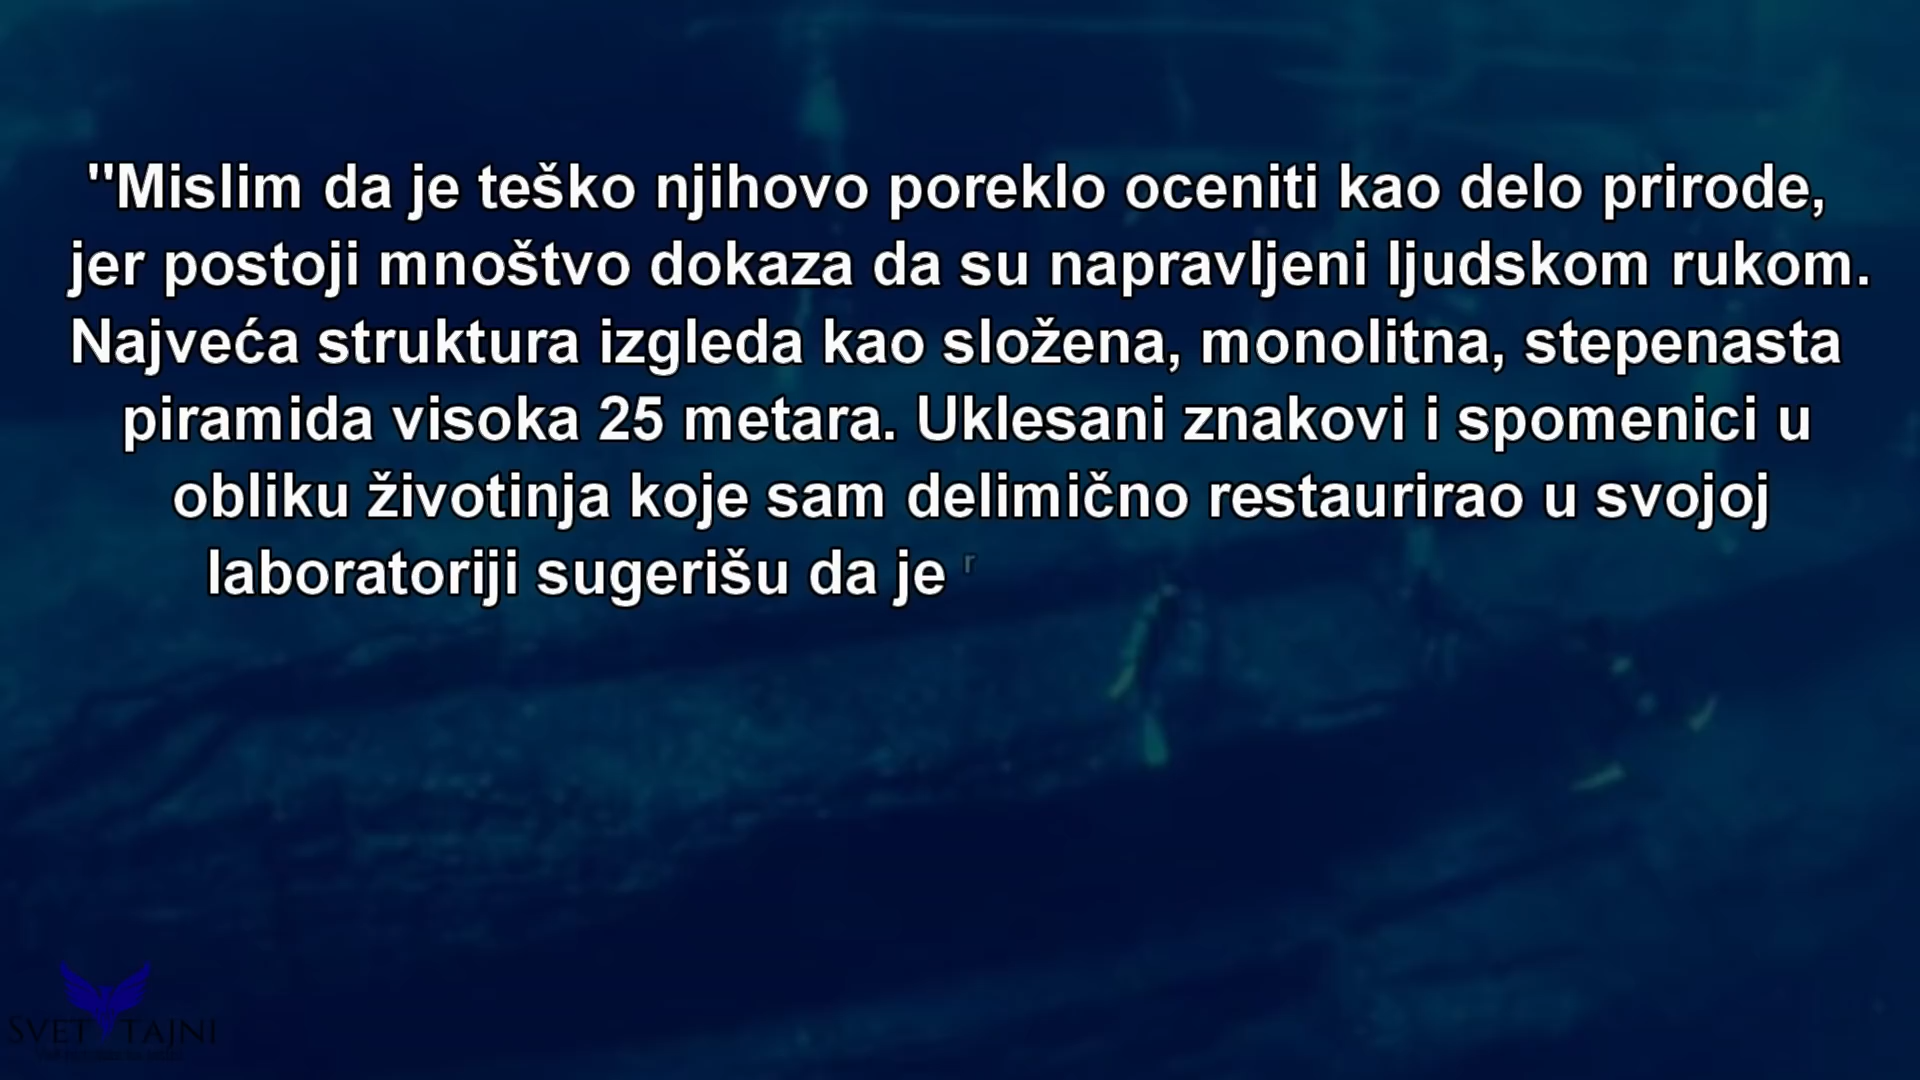 "Mislim da je teško njihovo poreklo oceniti kao delo prirode,
jer postoji mnoštvo dokaza da su napravljeni ljudskom rukom.
Najveća struktura izgleda kao složena, monolitna, stepenasta
piramida visoka 25 metara. Uklesani znakovi i spomenici u
obliku životinja koje sam delimično restaurirao u svojoj
laboratoriji sugerišu da je r
SVET TAJNI